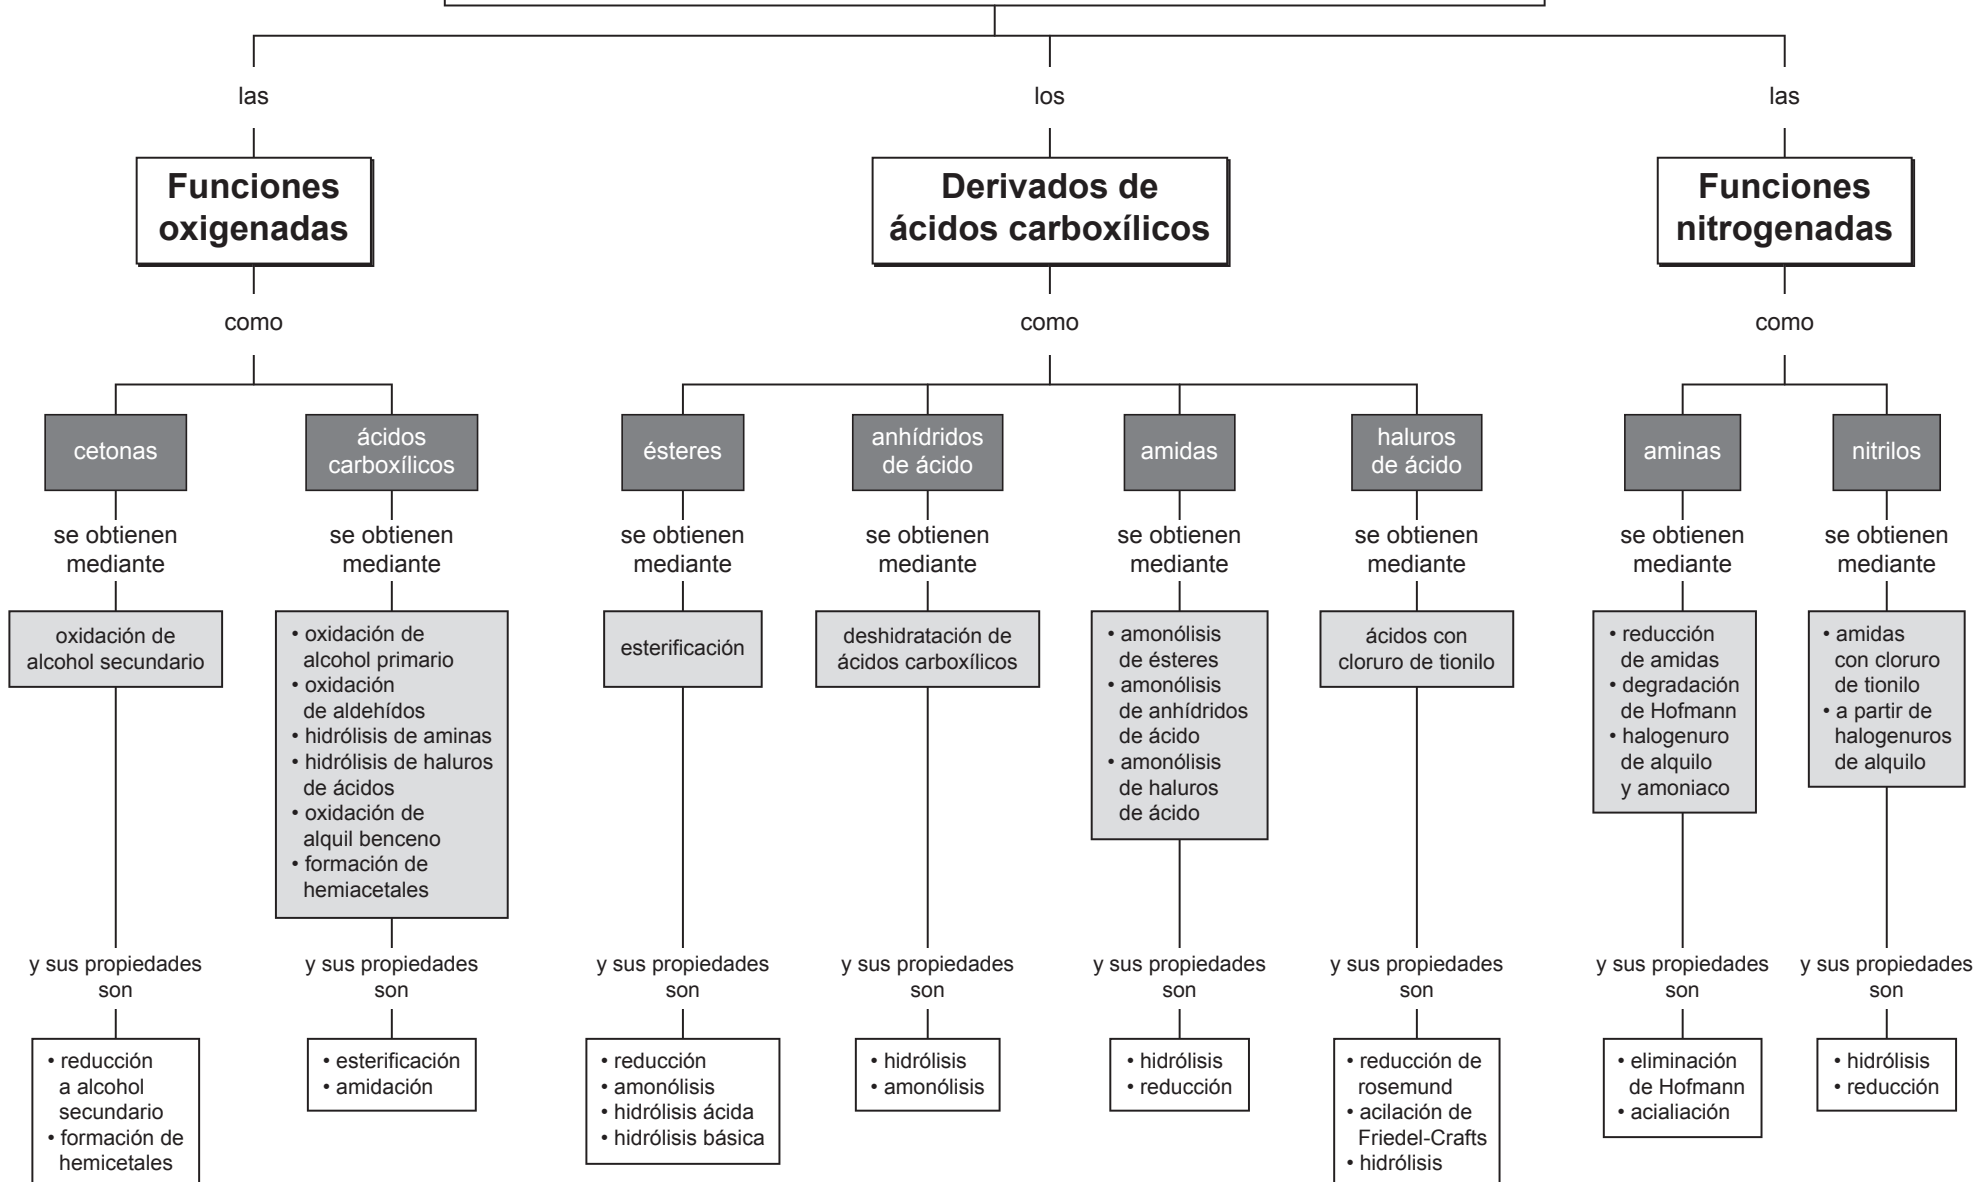 las
Funciones
oxigenadas
como
cetonas
se obtienen
mediante
oxidación de
alcohol secundario
y sus propiedades
son
• reducción
a alcohol
secundario
• formación de
hemicetales
ácidos
carboxílicos
se obtienen
mediante
• oxidación de
alcohol primario
• oxidación
de aldehídos
• hidrólisis de aminas
• hidrólisis de haluros
de ácidos
• oxidación de
alquil benceno
• formación de
hemiacetales
y sus propiedades
son
• esterificación
• amidación
los
Derivados de
ácidos carboxílicos
como
ésteres
se obtienen
mediante
esterificación
y sus propiedades
son
• reducción
• amonólisis
• hidrólisis ácida
• hidrólisis básica
anhídridos
de ácido
se obtienen
mediante
deshidratación de
ácidos carboxílicos
y sus propiedades
son
• hidrólisis
• amonólisis
amidas
se obtienen
mediante
• amonólisis
de ésteres
• amonólisis
de anhídridos
de ácido
• amonólisis
de haluros
de ácido
y sus propiedades
son
• hidrólisis
• reducción
haluros
de ácido
se obtienen
mediante
ácidos con
cloruro de tionilo
y sus propiedades
son
• reducción de
rosemund
• acilación de
Friedel-Crafts
• hidrólisis
las
Funciones
nitrogenadas
como
aminas
se obtienen
mediante
• reducción
de amidas
• degradación
de Hofmann
• halogenuro
de alquilo
y amoniaco
y sus propiedades
son
• eliminación
de Hofmann
• acialiación
nitrilos
se obtienen
mediante
• amidas
con cloruro
de tionilo
• a partir de
halogenuros
de alquilo
y sus propiedades
son
• hidrólisis
• reducción